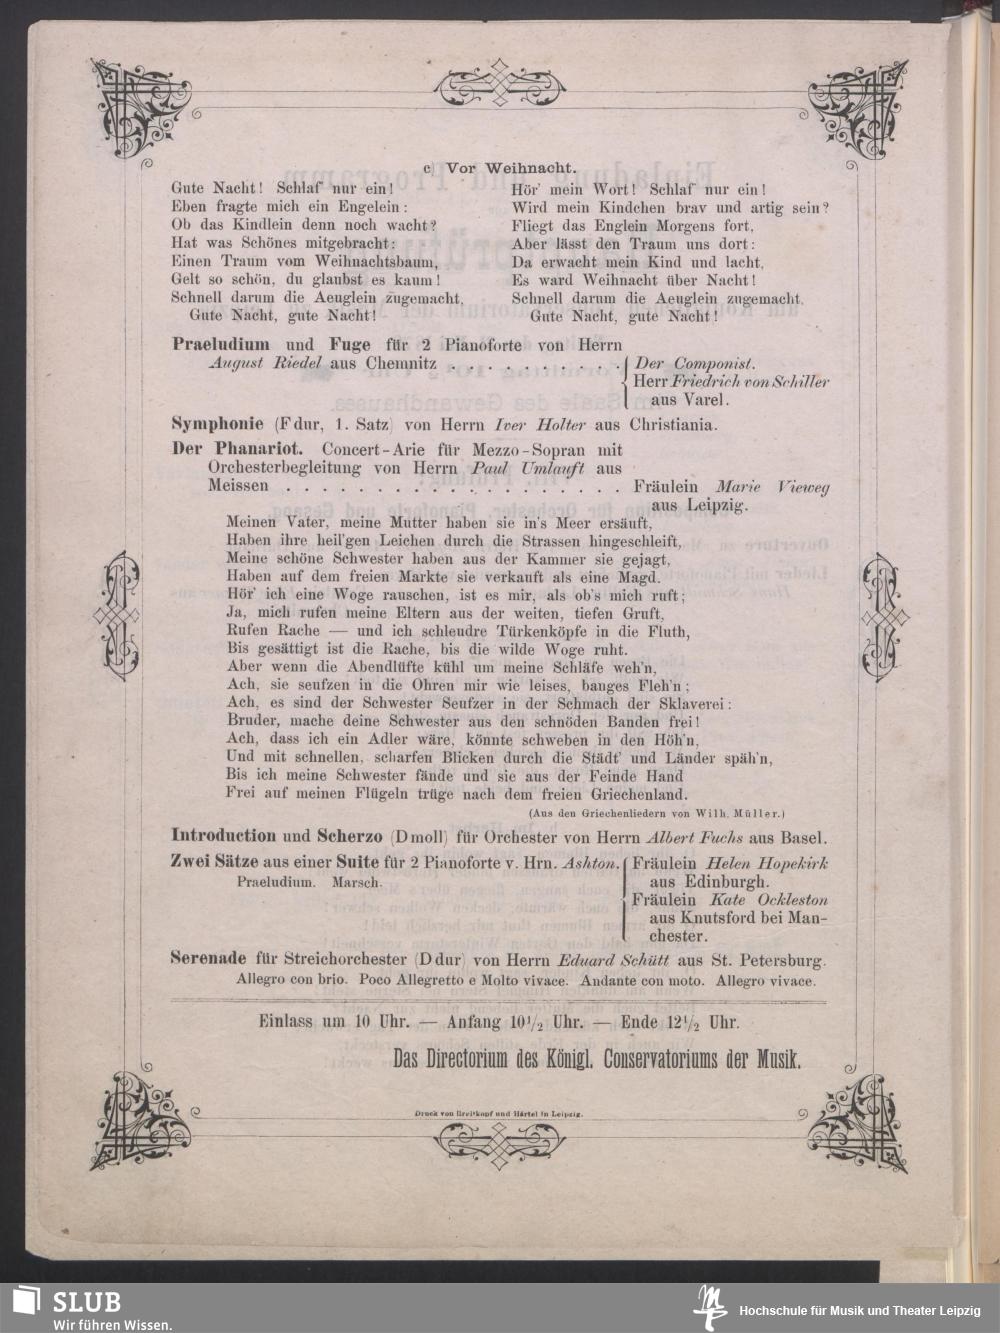 c) Vor Weihnacht.
Gute Nacht! Schlaf' nur ein!
Eben fragte mich ein Engelein:
Ob das Kindlein denn noch wacht?
Hat was Schönes mitgebracht:
Einen Traum vom Weihnachtsbaum,
Gelt so schön, du glaubst es kaum!
Schnell darum die Aeuglein zugemacht,
Gute Nacht, gute Nacht!
Hör' mein Wort! Schlaf' nur ein!
Wird mein Kindchen brav und artig sein?
Fliegt das Englein Morgens fort,
Aber lässt den Traum uns dort:
Da erwacht mein Kind und lacht,
Es ward Weihnacht über Nacht!
Schnell darum die Aeuglein zugemacht,
Gute Nacht, gute Nacht!
Praeludium und Fuge für 2 Pianoforte von Herrn
August Riedel aus Chemnitz . . . . . . . . . . { Der Componist.
Herr Friedrich von Schiller
aus Varel.
Symphonie (Fdur, 1. Satz) von Herrn Iver Holter aus Christiania.
Der Phanariot. Concert-Arie für Mezzo-Sopran mit
Orchesterbegleitung von Herrn Paul Umlauft aus
Meissen . . . . . . . . . . . . . . . . . . . Fräulein Marie Vieweg
aus Leipzig.
Meinen Vater, meine Mutter haben sie in's Meer ersäuft,
Haben ihre heil'gen Leichen durch die Strassen hingeschleift,
Meine schöne Schwester haben aus der Kammer sie gejagt,
Haben auf dem freien Markte sie verkauft als eine Magd.
Hör' ich eine Woge rauschen, ist es mir, als ob's mich ruft;
Ja, mich rufen meine Eltern aus der weiten, tiefen Gruft,
Rufen Rache — und ich schleudre Türkenköpfe in die Fluth,
Bis gesättigt ist die Rache, bis die wilde Woge ruht.
Aber wenn die Abendlüfte kühl um meine Schläfe weh'n,
Ach, sie seufzen in die Ohren mir wie leises, banges Fleh'n;
Ach, es sind der Schwester Seufzer in der Schmach der Sklaverei:
Bruder, mache deine Schwester aus den schnöden Banden frei!
Ach, dass ich ein Adler wäre, könnte schweben in den Höh'n,
Und mit schnellen, scharfen Blicken durch die Städt' und Länder späh'n,
Bis ich meine Schwester fände und sie aus der Feinde Hand
Frei auf meinen Flügeln trüge nach dem freien Griechenland.
(Aus den Griechenliedern von Wilh. Müller.)
Introduction und Scherzo (Dmoll) für Orchester von Herrn Albert Fuchs aus Basel.
Zwei Sätze aus einer Suite für 2 Pianoforte v. Hrn. Ashton. { Fräulein Helen Hopekirk
Praeludium. Marsch.
aus Edinburgh.
Fräulein Kate Ockleston
aus Knutsford bei Man-
chester.
Serenade für Streichorchester (Ddur) von Herrn Eduard Schütt aus St. Petersburg.
Allegro con brio. Poco Allegretto e Molto vivace. Andante con moto. Allegro vivace.
Einlass um 10 Uhr. — Anfang 10 1/2 Uhr. — Ende 12 1/2 Uhr.
Das Directorium des Königl. Conservatoriums der Musik.
Druck von Breitkopf und Härtel in Leipzig.
SLUB
Wir führen Wissen.
Hochschule für Musik und Theater Leipzig